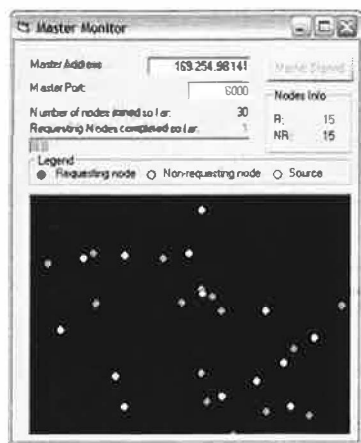 Master Monitor
Master Address 169.254.98.141
Master Port: 6000
Number of nodes joined so far: 30
Requesting Nodes completed so far: 1
Nodes Info
R: 15
NR: 15
Legend
Requesting node Non-requesting node Source